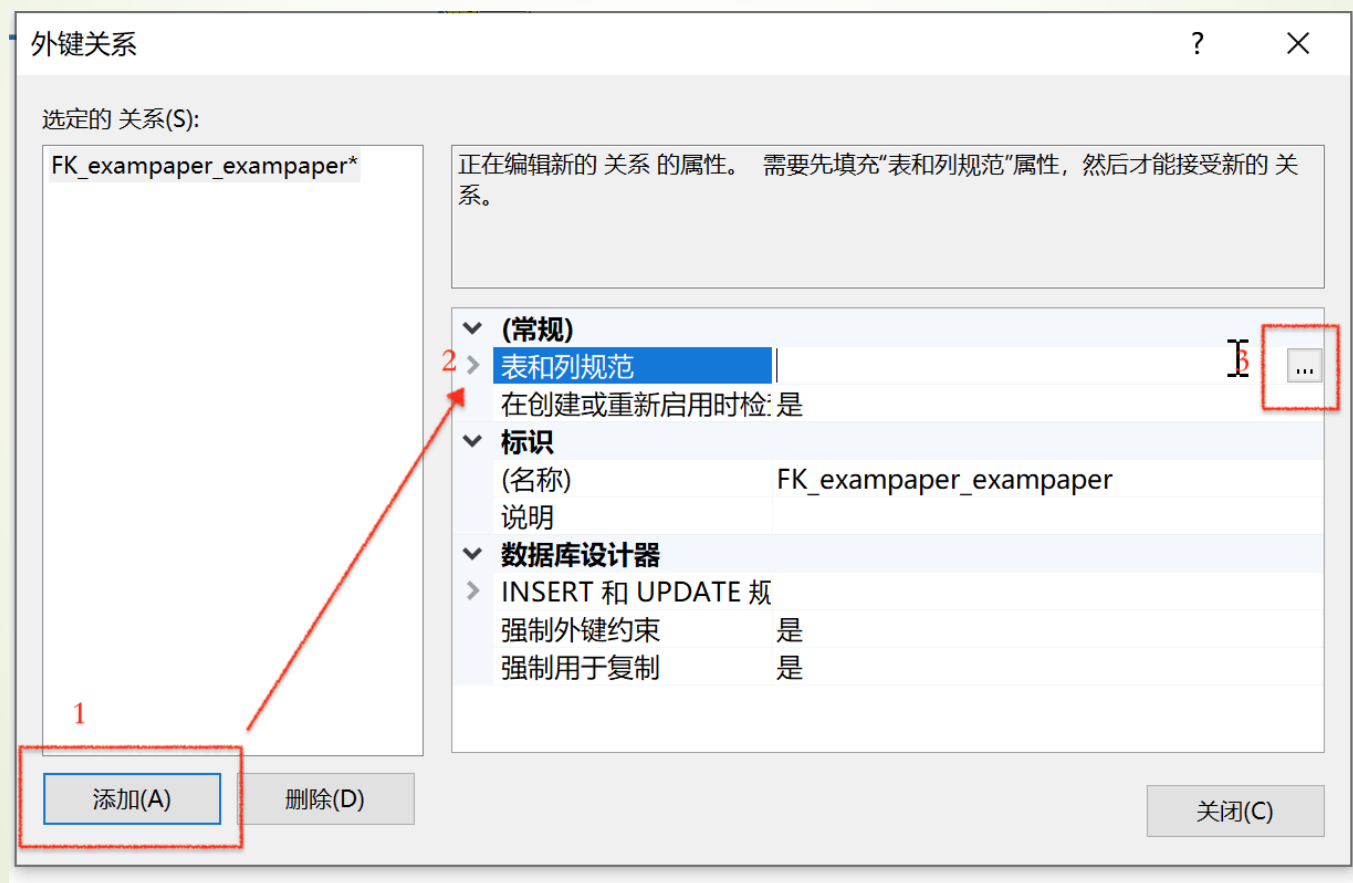 外键关系
?
选定的 关系(S):
FK_exampaper_exampaper*
正在编辑新的 关系 的属性。 需要先填充“表和列规范”属性，然后才能接受新的 关
系。
(常规)
2
表和列规范
3
...
在创建或重新启用时检 是
标识
(名称) FK_exampaper_exampaper
说明
数据库设计器
INSERT 和 UPDATE 规
强制外键约束 是
强制用于复制 是
1
添加(A) 删除(D)
关闭(C)